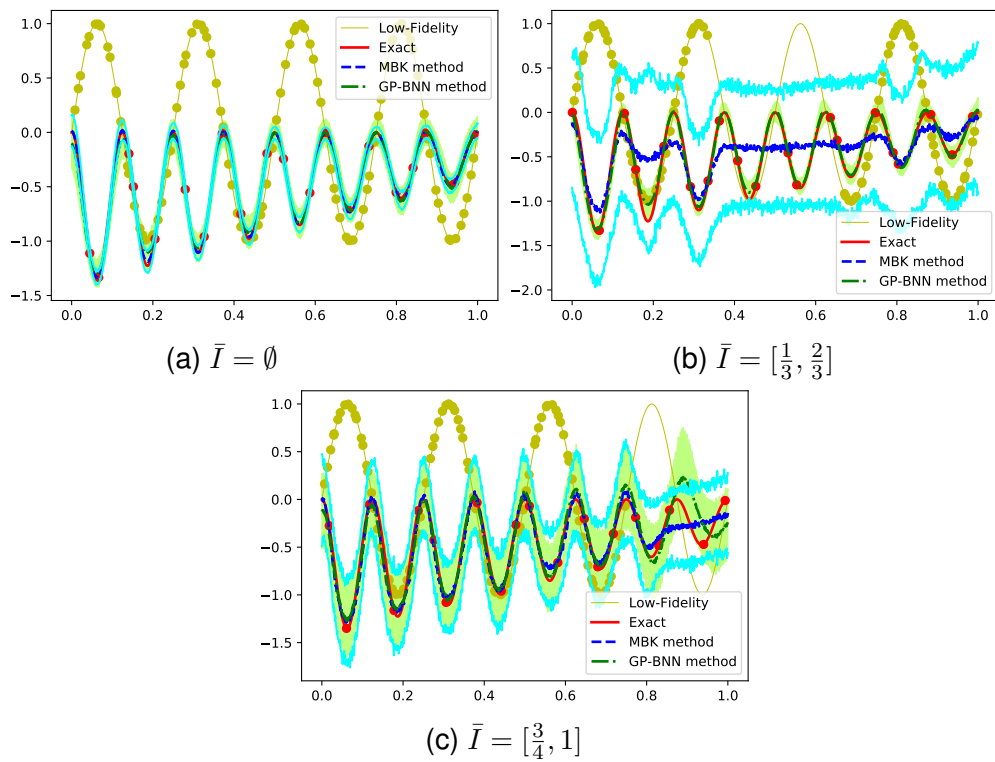 1.0
0.5
0.0
−0.5
−1.0
−1.5
0.0 0.2 0.4 0.6 0.8 1.0
Low-Fidelity
Exact
MBK method
GP-BNN method
(a) Ī = ∅
1.0
0.5
0.0
−0.5
−1.0
−1.5
−2.0
0.0 0.2 0.4 0.6 0.8 1.0
Low-Fidelity
Exact
MBK method
GP-BNN method
(b) Ī = [1/3, 2/3]
1.0
0.5
0.0
−0.5
−1.0
−1.5
0.0 0.2 0.4 0.6 0.8 1.0
Low-Fidelity
Exact
MBK method
GP-BNN method
(c) Ī = [3/4, 1]